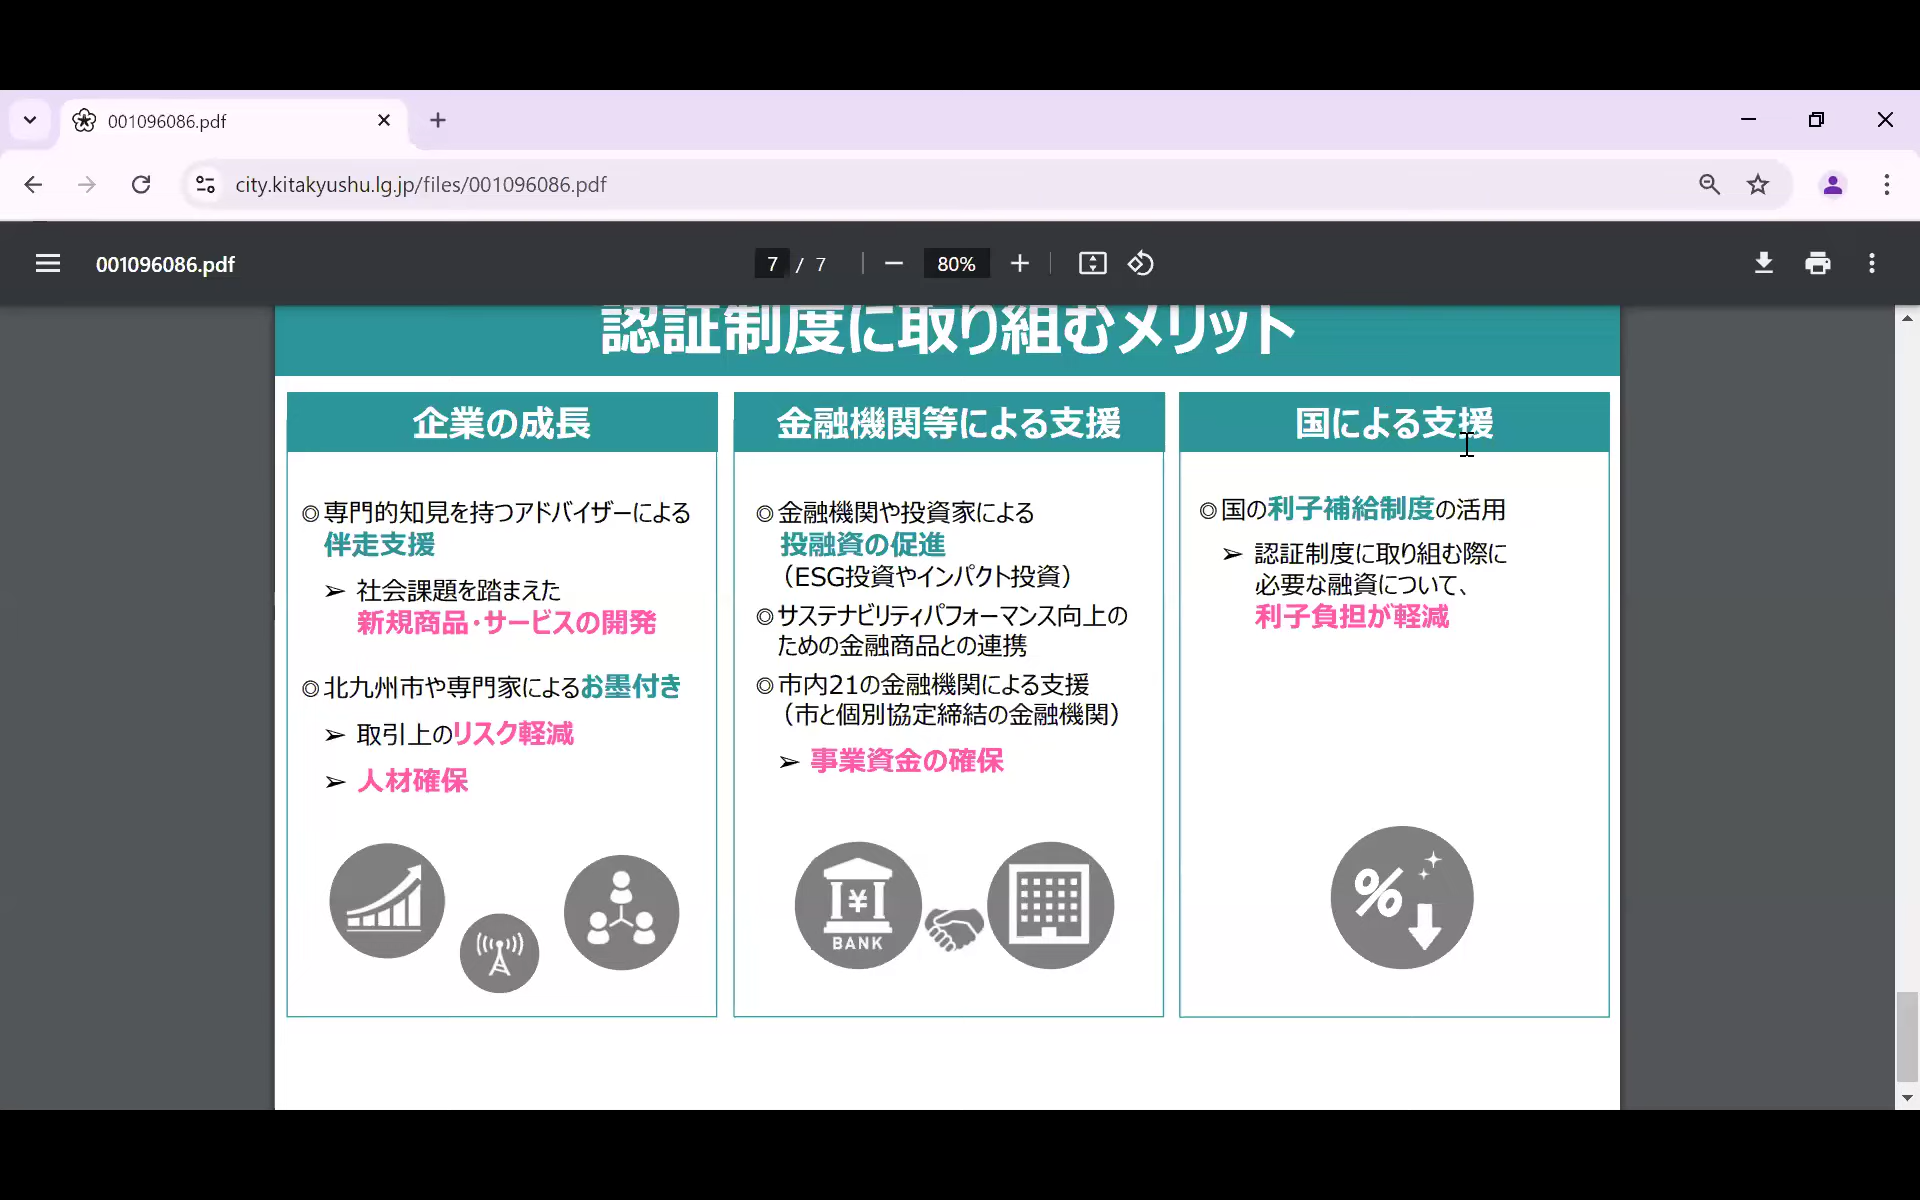 001096086.pdf
city.kitakyushu.lg.jp/files/001096086.pdf
001096086.pdf
7 / 7
80%
認証制度に取り組むメリット
企業の成長
◎専門的知見を持つアドバイザーによる
伴走支援
➢ 社会課題を踏まえた
新規商品・サービスの開発
◎北九州市や専門家によるお墨付き
➢ 取引上のリスク軽減
➢ 人材確保
金融機関等による支援
◎金融機関や投資家による
投融資の促進
（ESG投資やインパクト投資）
◎サステナビリティパフォーマンス向上の
ための金融商品との連携
◎市内21の金融機関による支援
（市と個別協定締結の金融機関）
➢ 事業資金の確保
¥
BANK
国による支援
◎国の利子補給制度の活用
➢ 認証制度に取り組む際に
必要な融資について、
利子負担が軽減
%